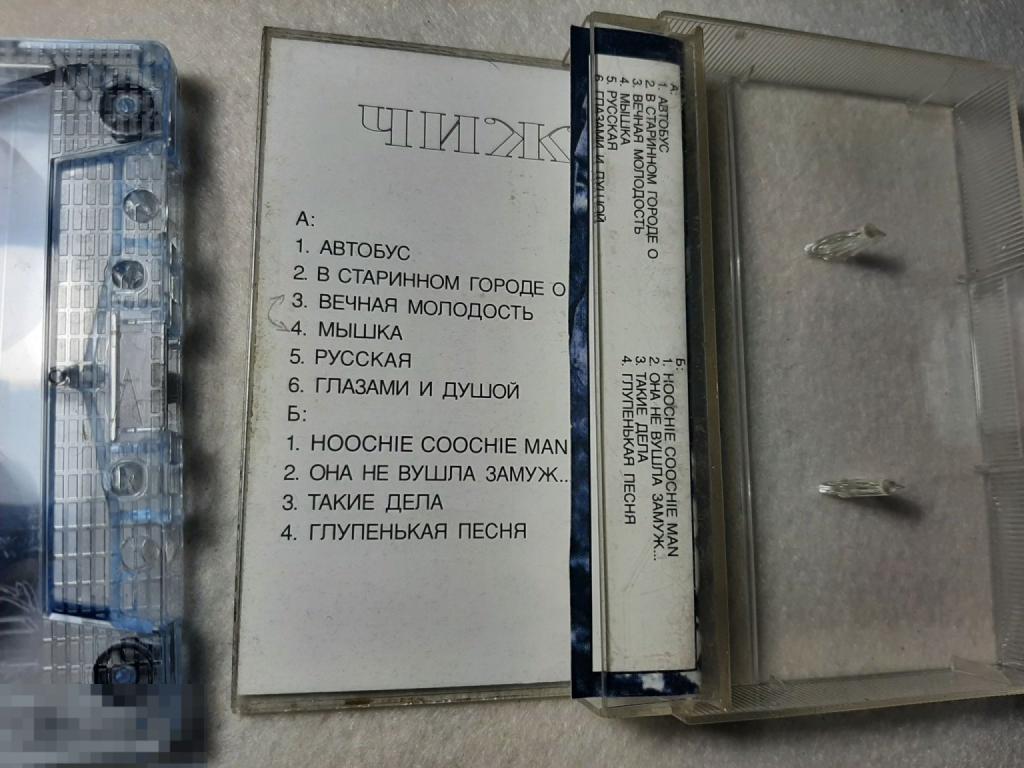 ЧИЖ
А:
1. АВТОБУС
2. В СТАРИННОМ ГОРОДЕ О
3. ВЕЧНАЯ МОЛОДОСТЬ
4. МЫШКА
5. РУССКАЯ
6. ГЛАЗАМИ И ДУШОЙ
Б:
1. HOOCHIE COOCHIE MAN
2. ОНА НЕ ВУШЛА ЗАМУЖ..
3. ТАКИЕ ДЕЛА
4. ГЛУПЕНЬКАЯ ПЕСНЯ
А:
1. АВТОБУС
2. В СТАРИННОМ ГОРОДЕ О
3. ВЕЧНАЯ МОЛОДОСТЬ
4. МЫШКА
5. РУССКАЯ
6. ГЛАЗАМИ И ДУШОЙ
Б:
1. HOOCHIE COOCHIE MAN
2. ОНА НЕ ВУШЛА ЗАМУЖ...
3. ТАКИЕ ДЕЛА
4. ГЛУПЕНЬКАЯ ПЕСНЯ